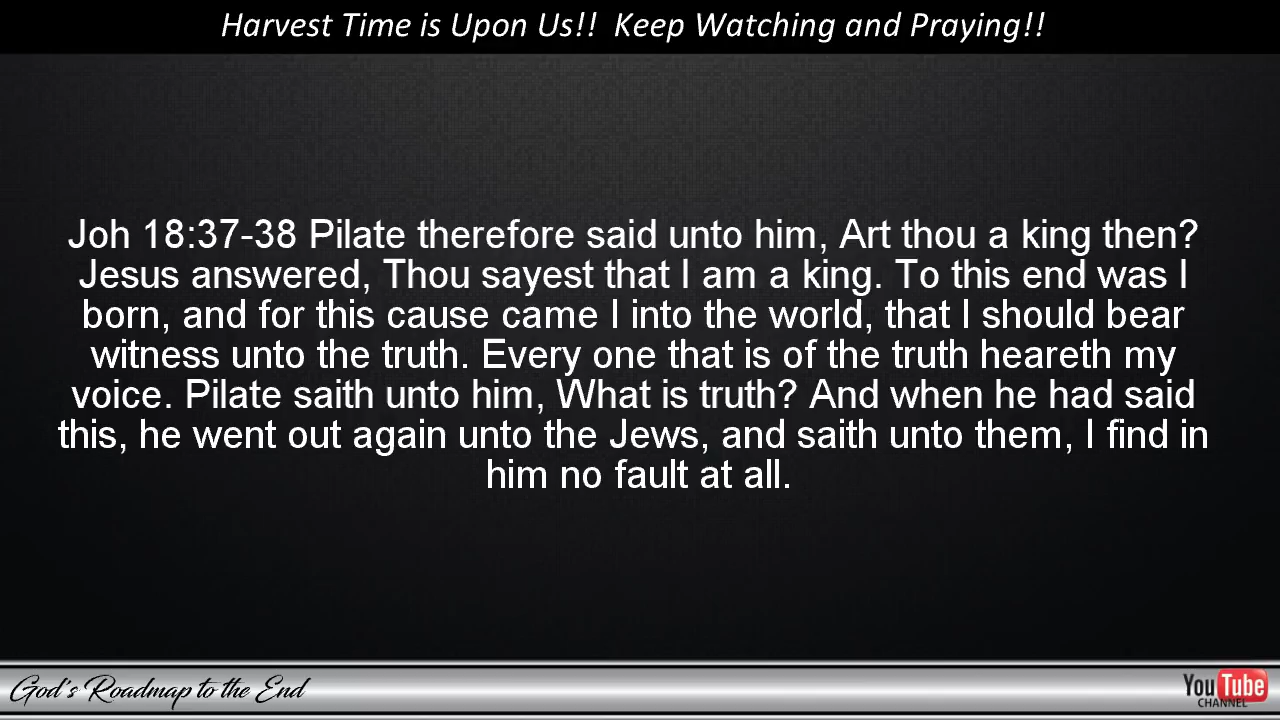 Harvest Time is Upon Us!!  Keep Watching and Praying!!
Joh 18:37-38 Pilate therefore said unto him, Art thou a king then?
Jesus answered, Thou sayest that I am a king. To this end was I
born, and for this cause came I into the world, that I should bear
witness unto the truth. Every one that is of the truth heareth my
voice. Pilate saith unto him, What is truth? And when he had said
this, he went out again unto the Jews, and saith unto them, I find in
him no fault at all.
God's Roadmap to the End
YouTube
CHANNEL